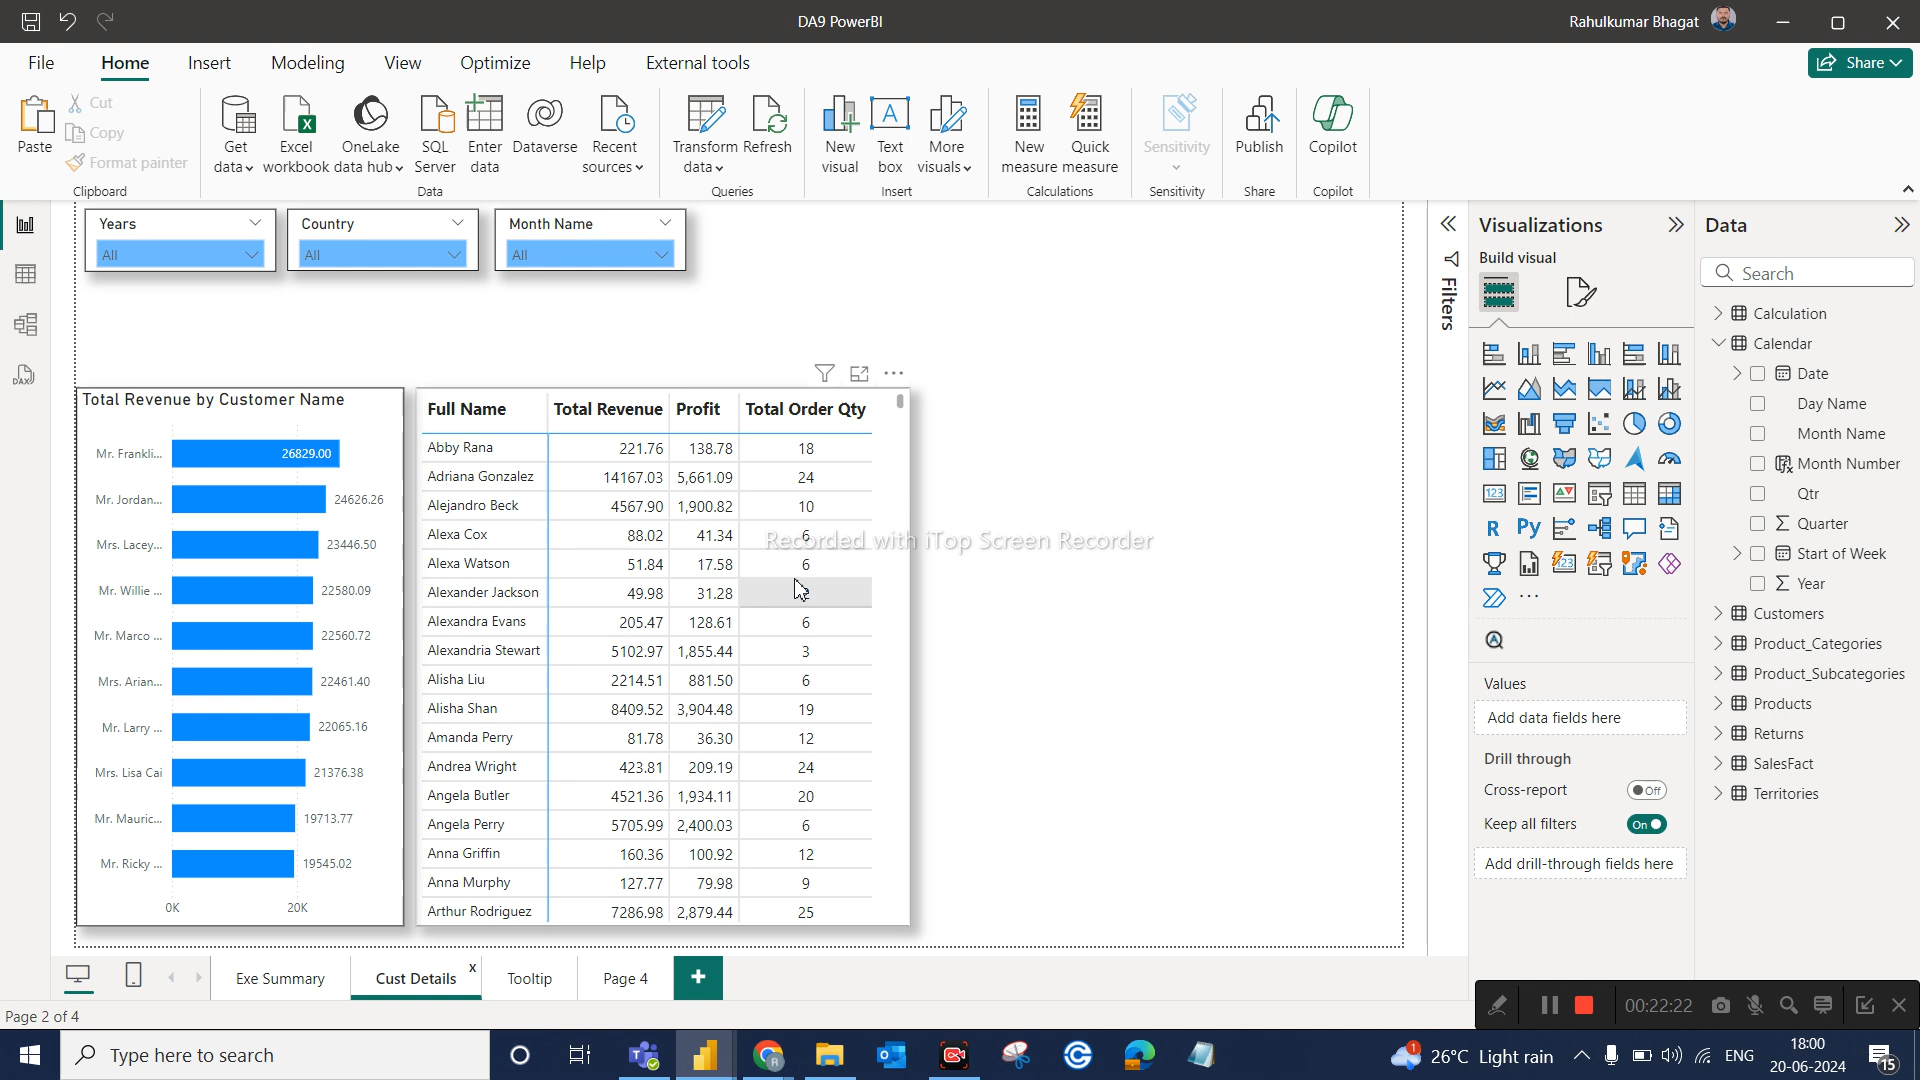 DA9 PowerBI
Rahulkumar Bhagat
File Home Insert Modeling View Optimize Help External tools
Share
Paste
Cut
Copy
Format painter
Clipboard
Get data
Excel workbook
OneLake data hub
SQL Server
Enter data
Dataverse
Recent sources
Data
Transform data
Refresh
Queries
New visual
Text box
More visuals
Insert
New measure
Quick measure
Calculations
Sensitivity
Sensitivity
Publish
Share
Copilot
Copilot
Years
All
Country
All
Month Name
All
Total Revenue by Customer Name
Mr. Frankli... 26829.00
Mr. Jordan... 24626.26
Mrs. Lacey... 23446.50
Mr. Willie ... 22580.09
Mr. Marco ... 22560.72
Mrs. Arian... 22461.40
Mr. Larry ... 22065.16
Mrs. Lisa Cai 21376.38
Mr. Mauric... 19713.77
Mr. Ricky ... 19545.02
0K 20K
Full Name Total Revenue Profit Total Order Qty
Abby Rana 221.76 138.78 18
Adriana Gonzalez 14167.03 5,661.09 24
Alejandro Beck 4567.90 1,900.82 10
Alexa Cox 88.02 41.34 6
Alexa Watson 51.84 17.58 6
Alexander Jackson 49.98 31.28
Alexandra Evans 205.47 128.61 6
Alexandria Stewart 5102.97 1,855.44 3
Alisha Liu 2214.51 881.50 6
Alisha Shan 8409.52 3,904.48 19
Amanda Perry 81.78 36.30 12
Andrea Wright 423.81 209.19 24
Angela Butler 4521.36 1,934.11 20
Angela Perry 5705.99 2,400.03 6
Anna Griffin 160.36 100.92 12
Anna Murphy 127.77 79.98 9
Arthur Rodriguez 7286.98 2,879.44 25
Recorded with iTop Screen Recorder
Filters
Visualizations
Build visual
123
R Py
123
Values
Add data fields here
Drill through
Cross-report Off
Keep all filters On
Add drill-through fields here
Data
Search
Calculation
Calendar
Date
Day Name
Month Name
Month Number
Qtr
Quarter
Start of Week
Year
Customers
Product_Categories
Product_Subcategories
Products
Returns
SalesFact
Territories
Exe Summary Cust Details x Tooltip Page 4 +
Page 2 of 4
00:22:22
Type here to search
1
26°C Light rain
ENG
18:00
20-06-2024
15